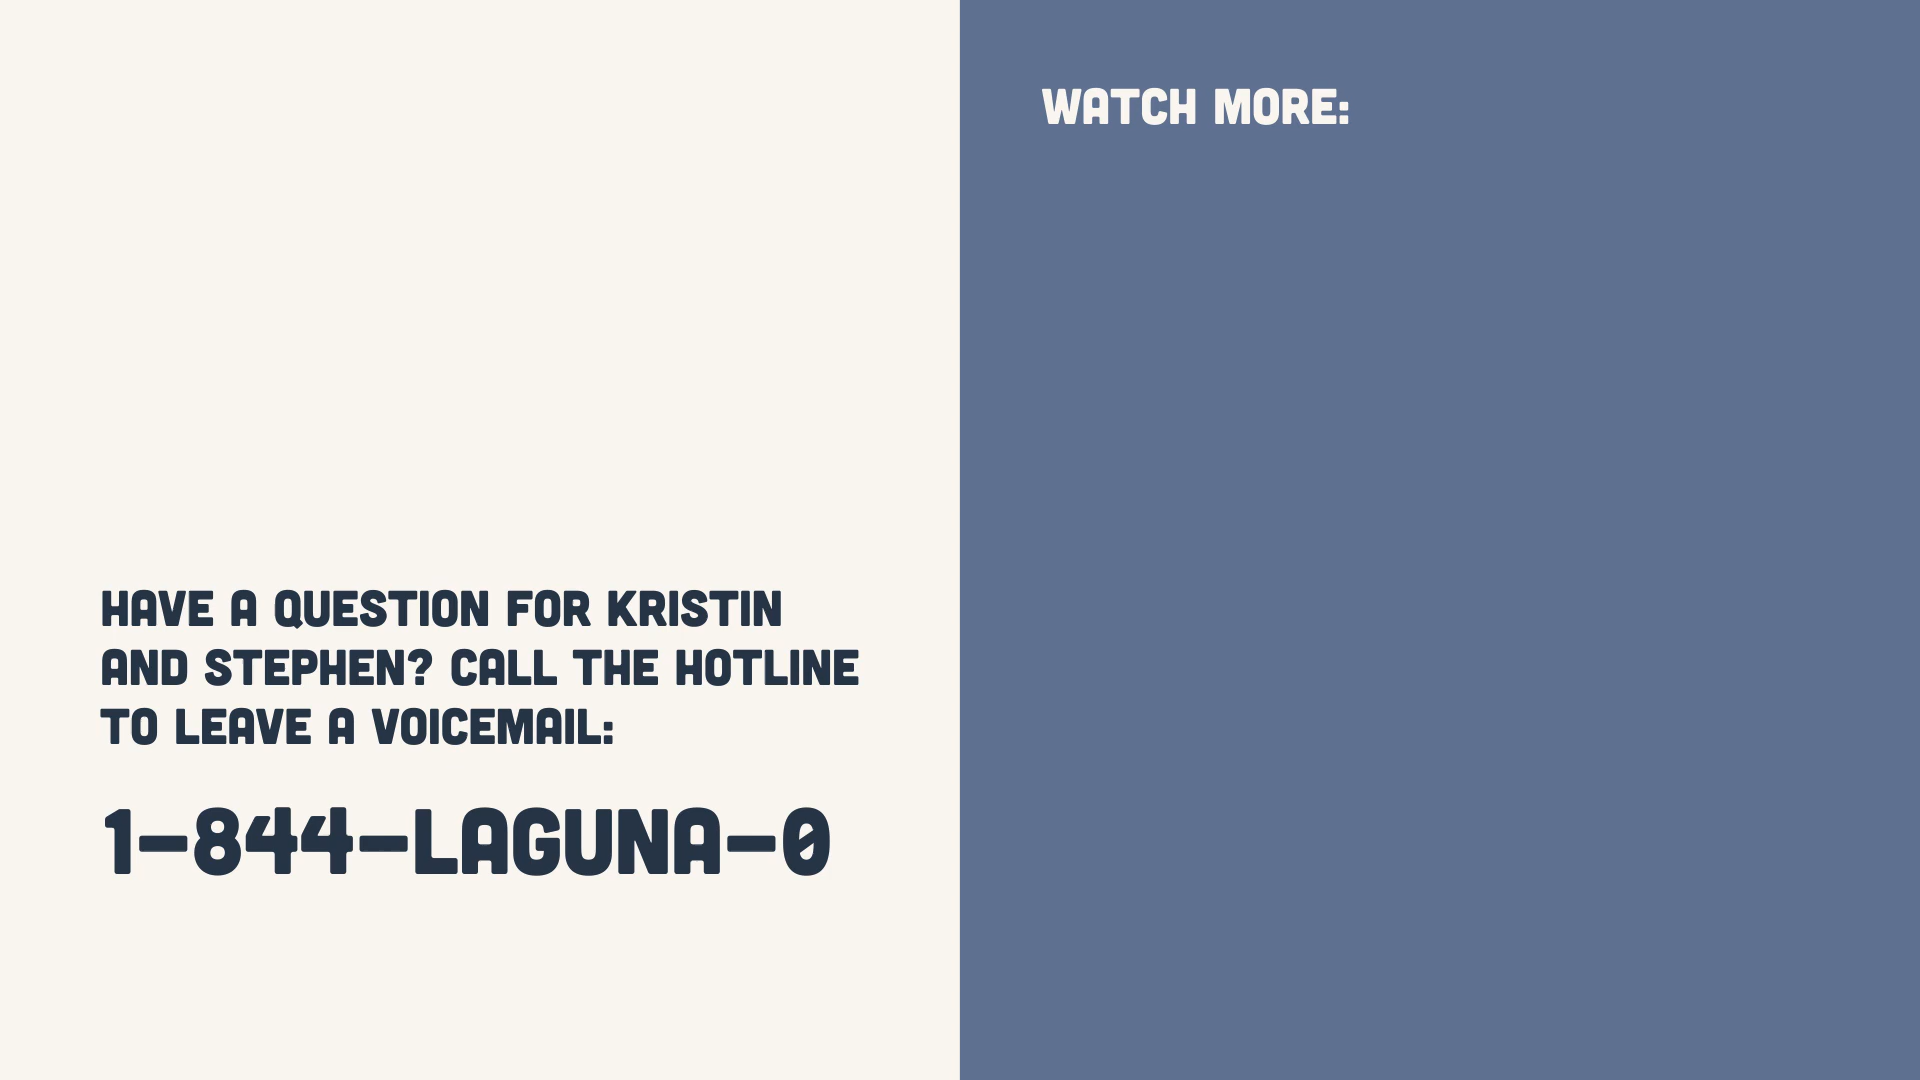 HAVE A QUESTION FOR KRISTIN
AND STEPHEN? CALL THE HOTLINE
TO LEAVE A VOICEMAIL:
1-844-LAGUNA-0
WATCH MORE: